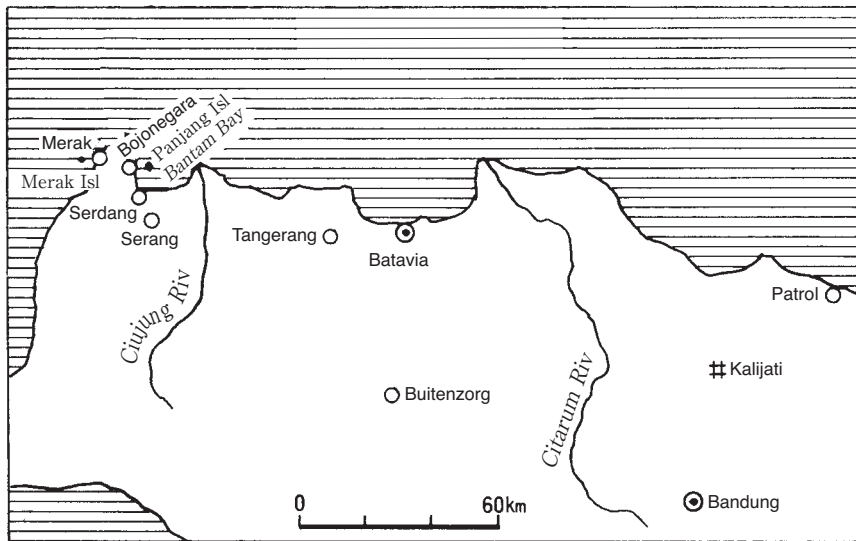 Merak
Bojonegara
Panjang Isl
Bantam Bay
Merak Isl
Serdang
Serang
Tangerang
Batavia
Patrol
Ciujung Riv
Citarum Riv
Kalijati
Buitenzorg
0 60km
Bandung